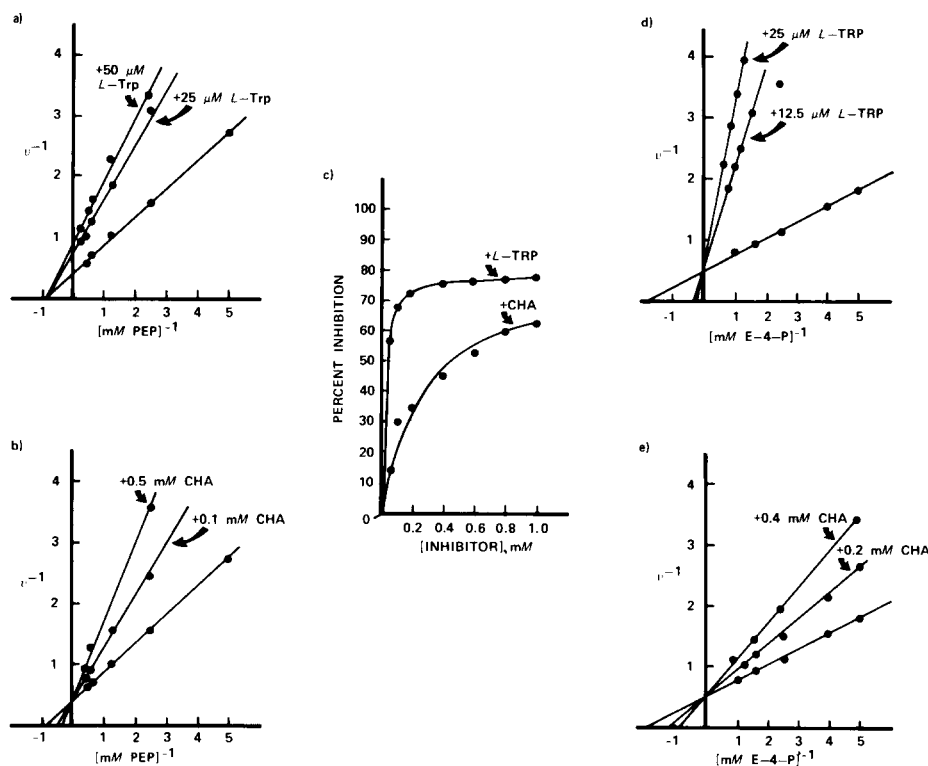 a)
4
+50 μM
L-Trp
+25 μM L-Trp
3
v-1
2
1
-1 1 2 3 4 5
[mM PEP]-1
b)
4
+0.5 mM CHA
+0.1 mM CHA
3
v-1
2
1
-1 1 2 3 4 5
[mM PEP]-1
c)
PERCENT INHIBITION
100
90
80
70
60
50
40
30
20
10
0
+L-TRP
+CHA
0.2 0.4 0.6 0.8 1.0
[INHIBITOR], mM
d)
4
+25 μM L-TRP
3
+12.5 μM L-TRP
v-1
2
1
-1 1 2 3 4 5
[mM E-4-P]-1
e)
4
+0.4 mM CHA
+0.2 mM CHA
3
v-1
2
1
-1 1 2 3 4 5
[mM E-4-P]-1